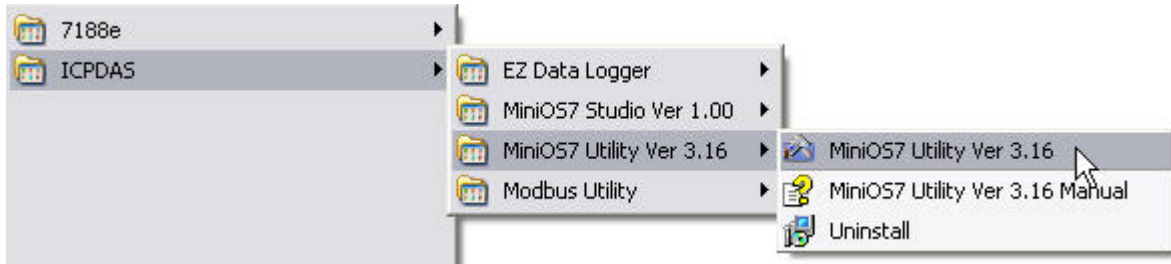 7188e
ICPDAS
EZ Data Logger
MiniOS7 Studio Ver 1.00
MiniOS7 Utility Ver 3.16
Modbus Utility
MiniOS7 Utility Ver 3.16
MiniOS7 Utility Ver 3.16 Manual
Uninstall